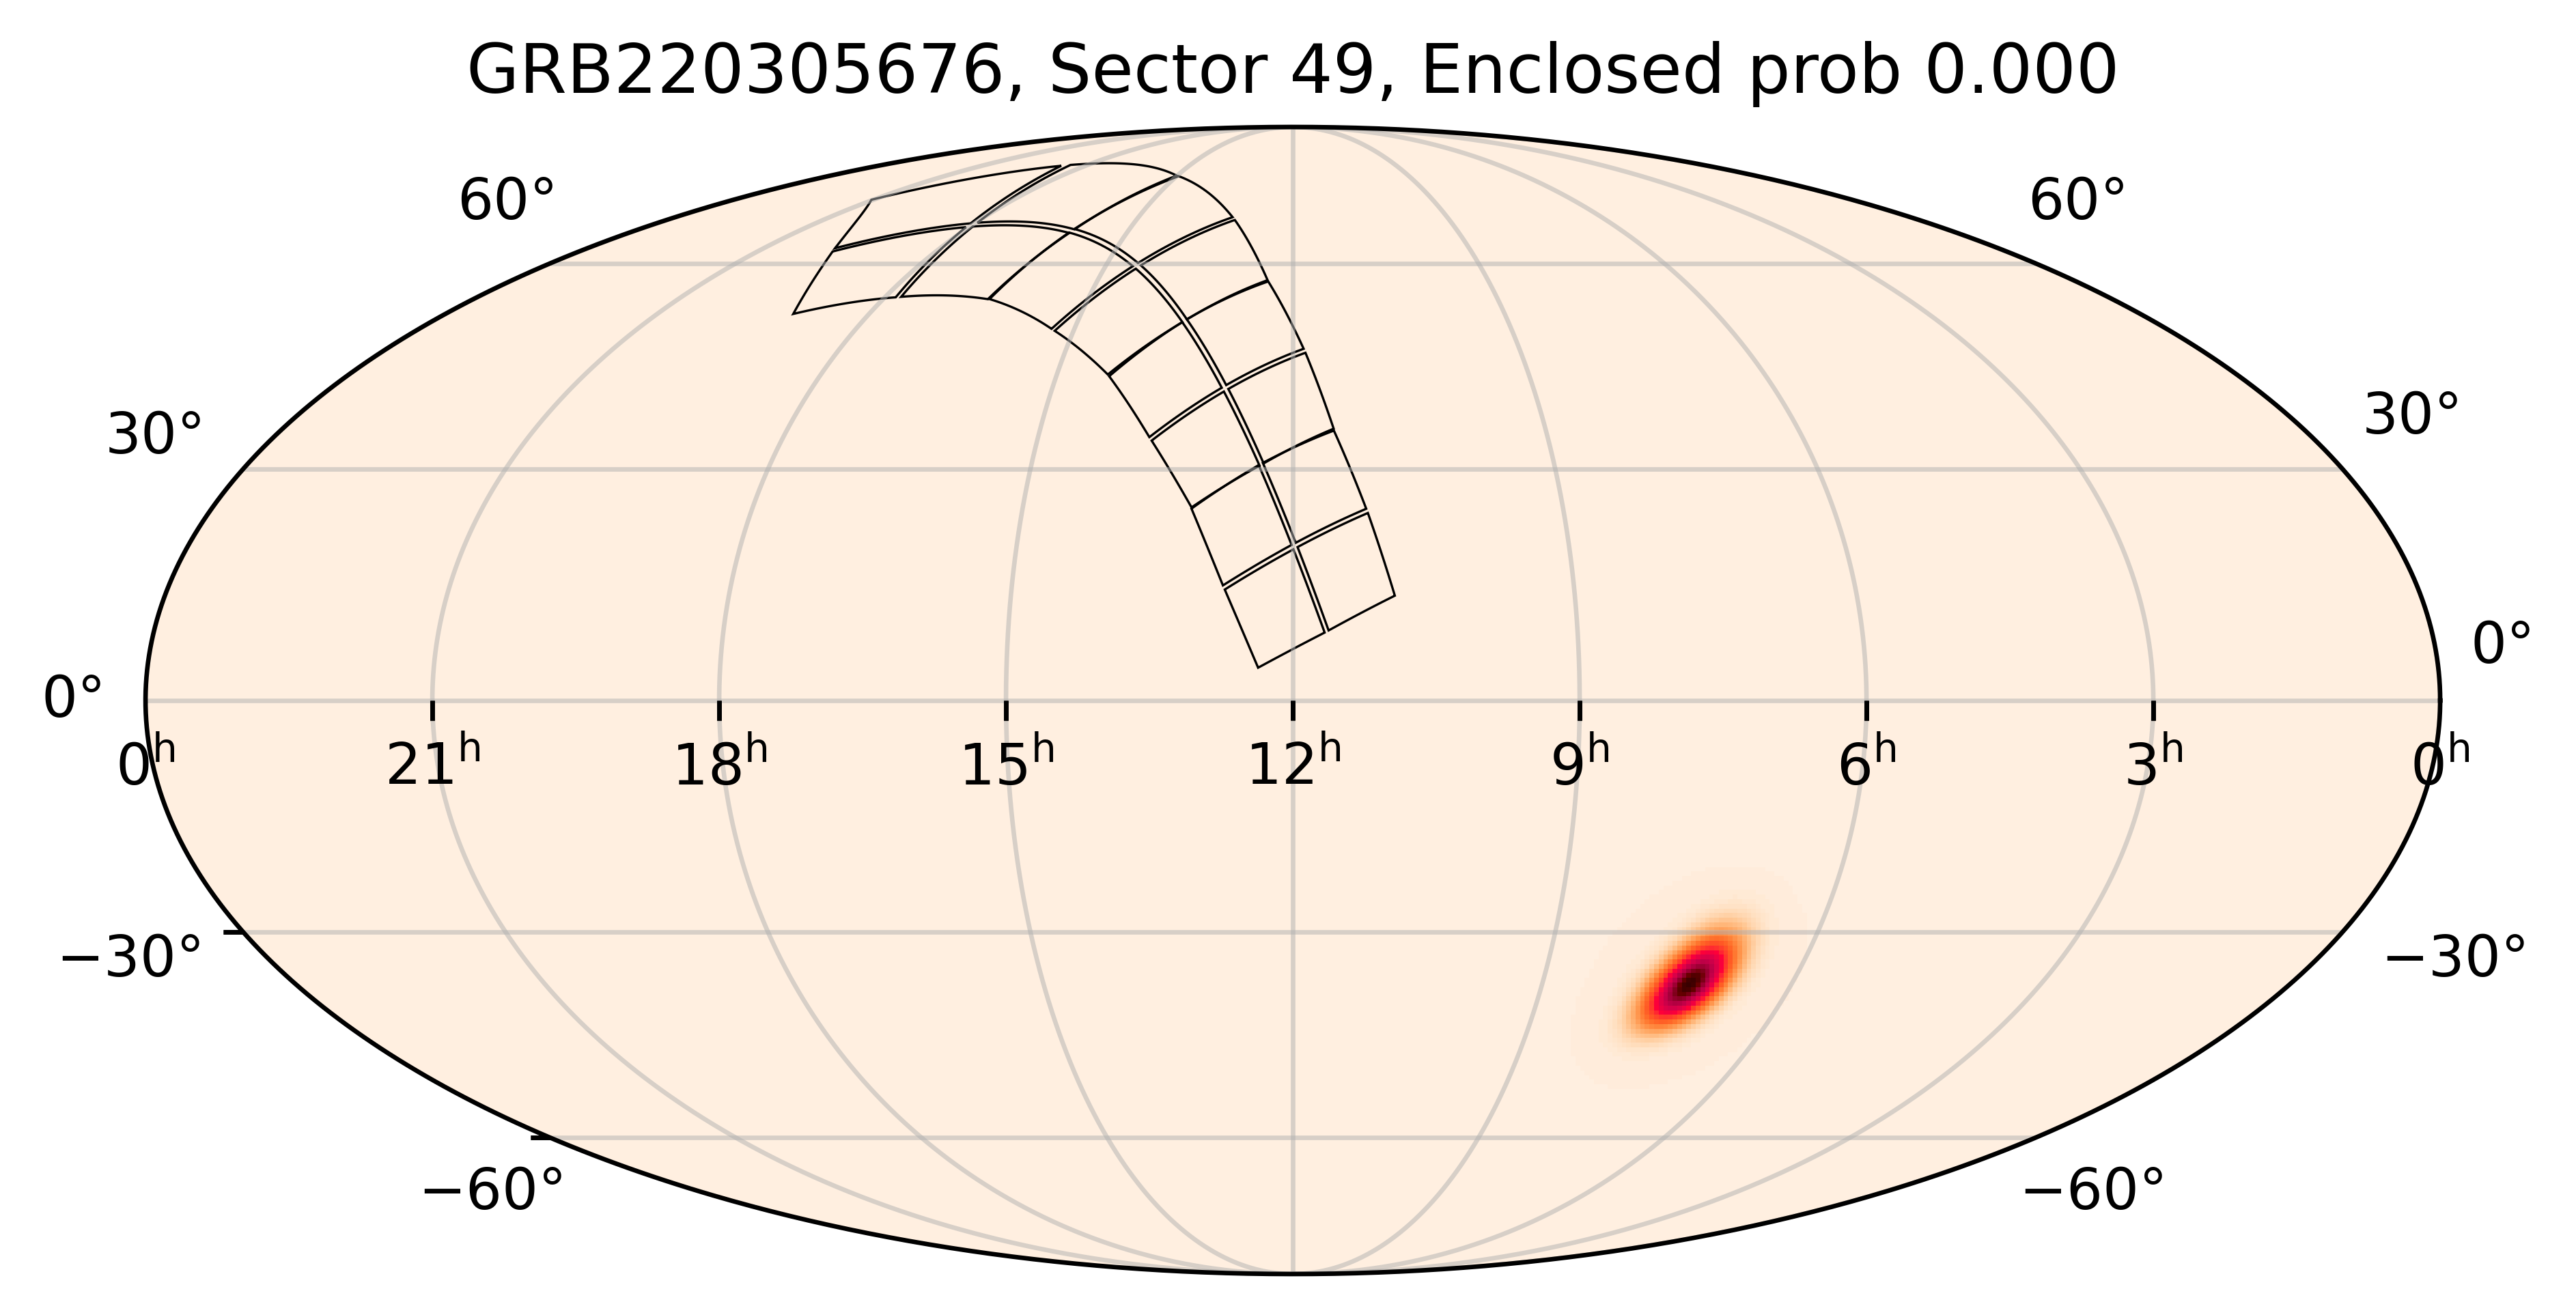 GRB220305676, Sector 49, Enclosed prob 0.000
60° 60°
30° 30°
0° 0°
0h 21h 18h 15h 12h 9h 6h 3h 0h
−30° −30°
−60° −60°